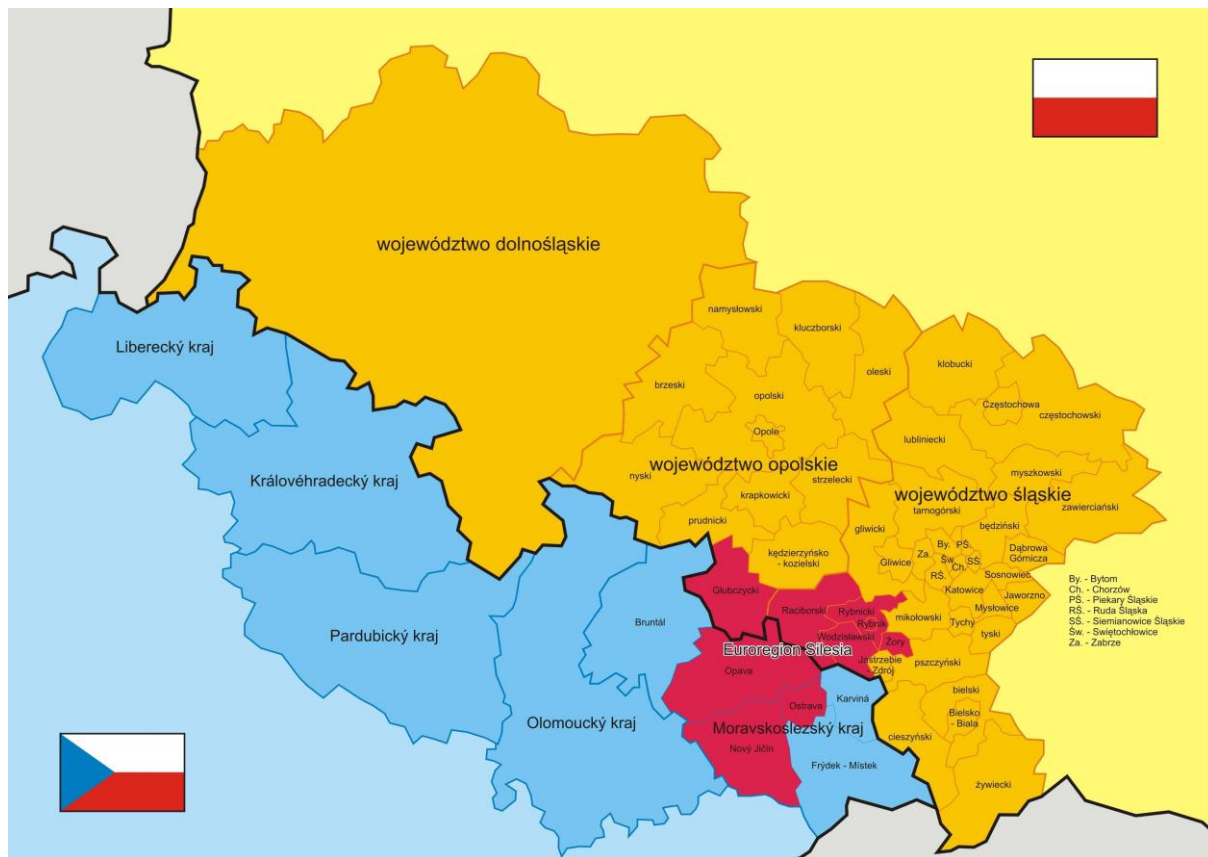 województwo dolnośląskie
Liberecký kraj
Královéhradecký kraj
Pardubický kraj
Olomoucký kraj
Bruntál
namysłowski
kluczborski
oleski
brzeski
opolski
Opole
nyski
województwo opolskie
strzelecki
krapkowicki
prudnicki
kędzierzyńsko
- kozielski
kłobucki
Częstochowa
częstochowski
lubliniecki
myszkowski
województwo śląskie
zawierciański
tarnogórski
gliwicki
będziński
By.
PŚ.
Gliwice
Za.
Św.
Ch.
SŚ.
Dąbrowa
Górnicza
RŚ.
Sosnowiec
Katowice
Jaworzno
Mysłowice
mikołowski
Tychy
tyski
By. - Bytom
Ch. - Chorzów
PŚ. - Piekary Śląskie
RŚ. - Ruda Śląska
SŚ. - Siemianowice Śląskie
Św. - Swiętochłowice
Za. - Zabrze
Głubczycki
Raciborski
Rybnicki
Rybnik
Wodzisławski
Żory
Euroregion Silesia
Jastrzebie
- Zdrój
pszczyński
Opava
Ostrava
Karviná
bielski
Bielsko
- Biala
Moravskoslezský kraj
cieszyński
Nový Jičín
Frýdek - Místek
żywiecki